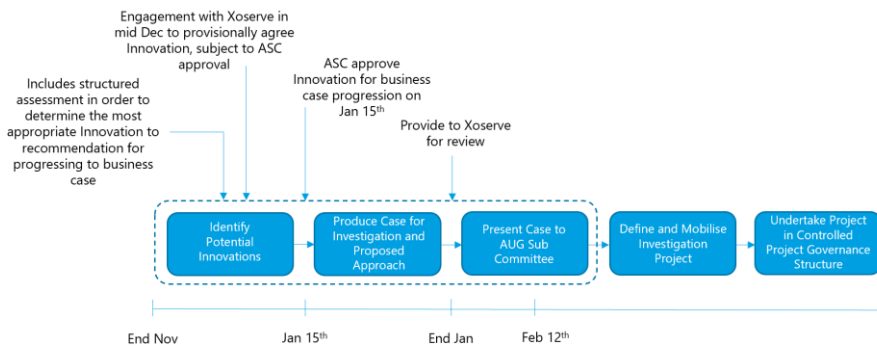 Engagement with Xoserve in
mid Dec to provisionally agree
Innovation, subject to ASC
approval
Includes structured
assessment in order to
determine the most
appropriate Innovation to
recommendation for
progressing to business
case
ASC approve
Innovation for business
case progression on
Jan 15th
Provide to Xoserve
for review
Identify
Potential
Innovations
Produce Case for
Investigation and
Proposed
Approach
Present Case to
AUG Sub
Committee
Define and Mobilise
Investigation
Project
Undertake Project
in Controlled
Project Governance
Structure
End Nov
Jan 15th
End Jan
Feb 12th